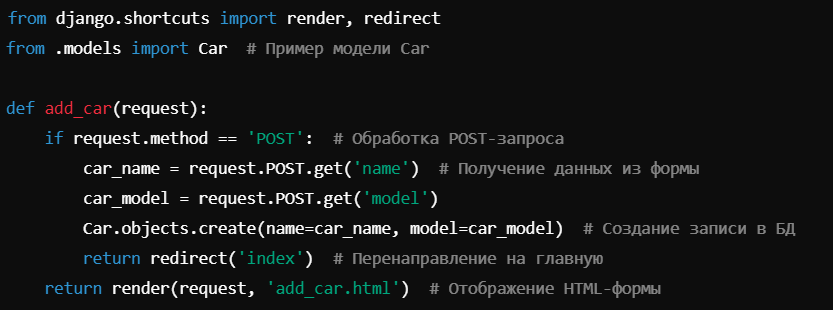 from django.shortcuts import render, redirect
from .models import Car  # Пример модели Car

def add_car(request):
    if request.method == 'POST':  # Обработка POST-запроса
        car_name = request.POST.get('name')  # Получение данных из формы
        car_model = request.POST.get('model')
        Car.objects.create(name=car_name, model=car_model)  # Создание записи в БД
        return redirect('index')  # Перенаправление на главную
    return render(request, 'add_car.html')  # Отображение HTML-формы